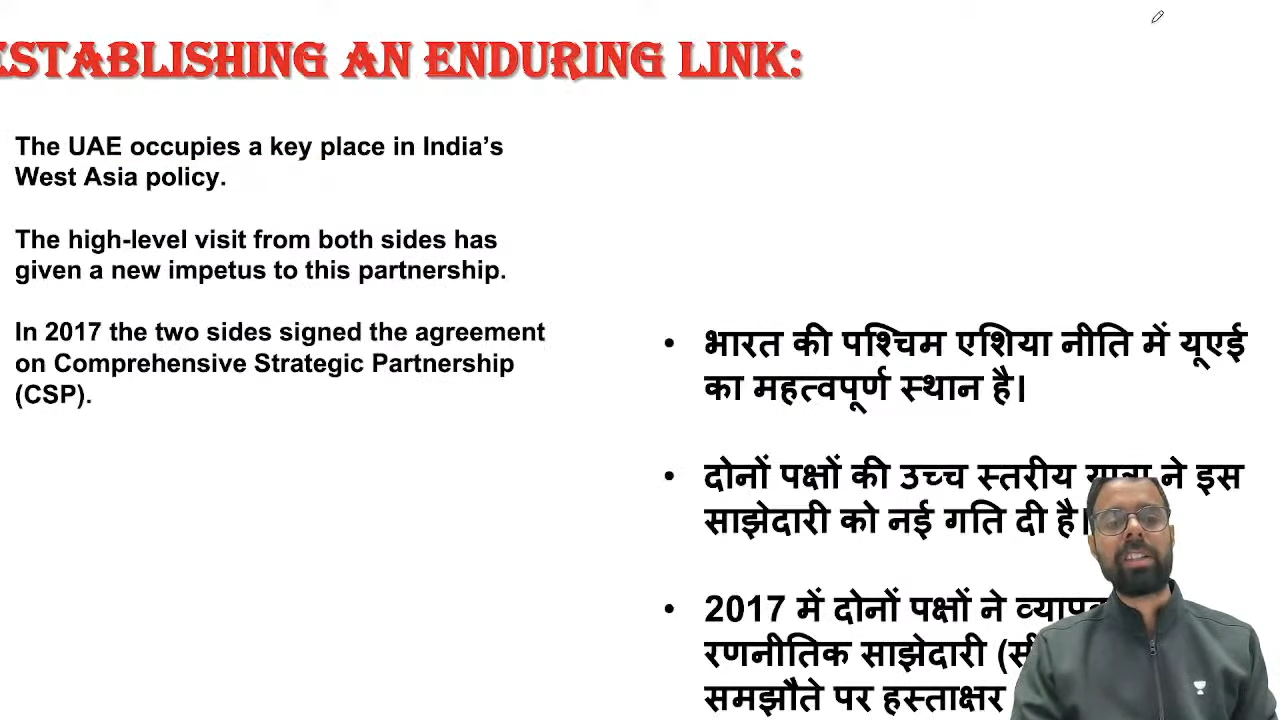 ESTABLISHING AN ENDURING LINK:
The UAE occupies a key place in India's
West Asia policy.
The high-level visit from both sides has
given a new impetus to this partnership.
In 2017 the two sides signed the agreement
on Comprehensive Strategic Partnership
(CSP).
• भारत की पश्चिम एशिया नीति में यूएई
का महत्वपूर्ण स्थान है।
• दोनों पक्षों की उच्च स्तरीय यात्रा ने इस
साझेदारी को नई गति दी है।
• 2017 में दोनों पक्षों ने
रणनीतिक साझेदारी
समझौते पर हस्ताक्षर